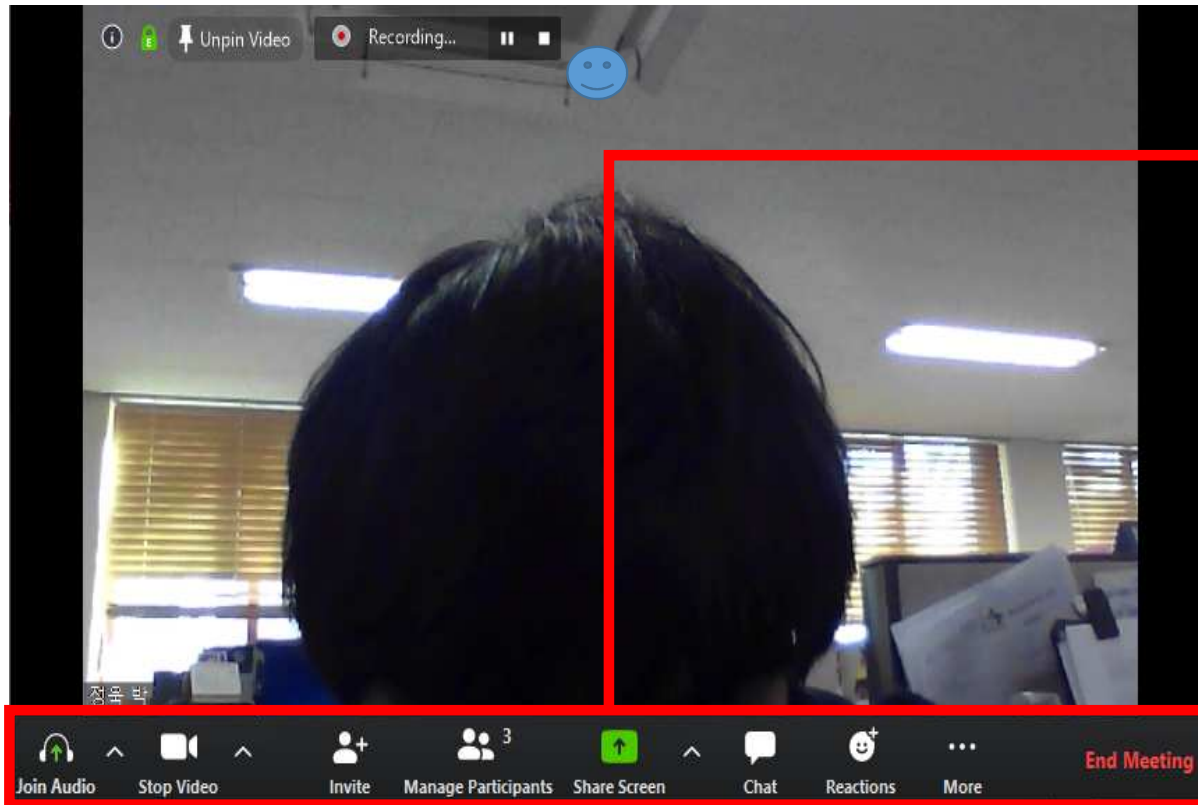 Unpin Video
Recording...
정욱 박
3
Join Audio
Stop Video
Invite
Manage Participants
Share Screen
Chat
Reactions
More
End Meeting